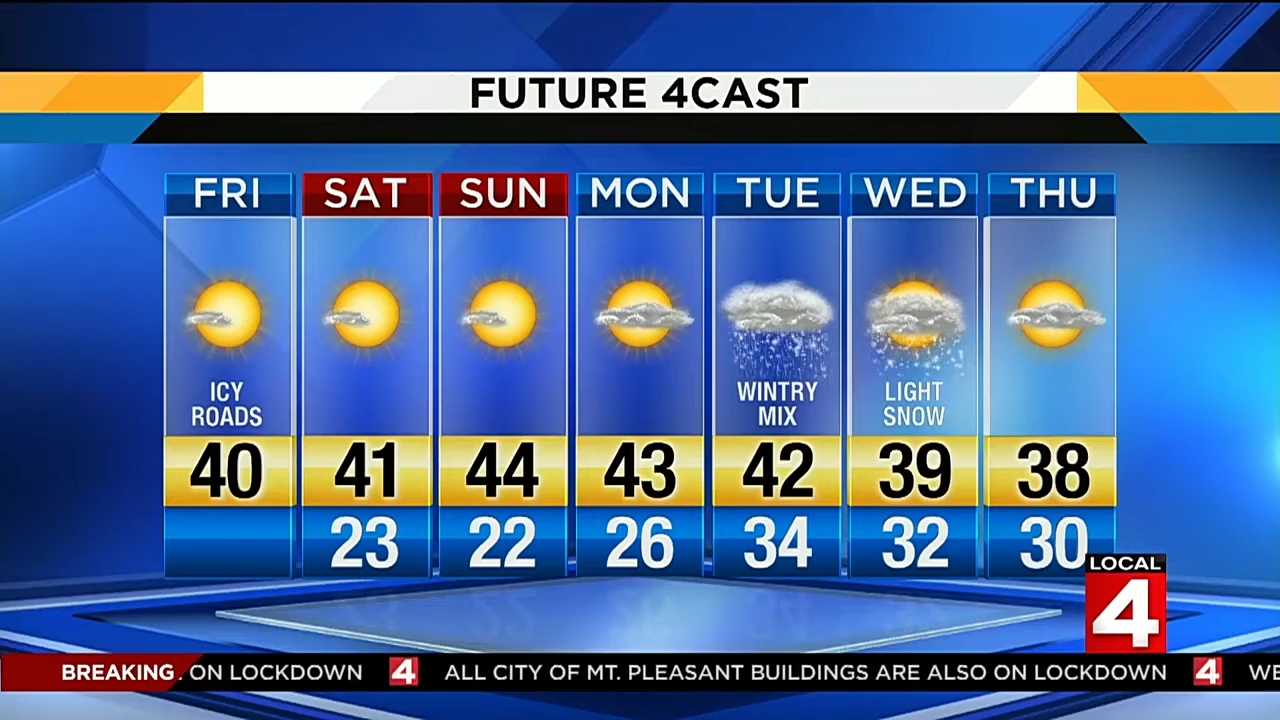 FUTURE 4CAST
FRI SAT SUN MON TUE WED THU
ICY
ROADS
WINTRY
MIX
LIGHT
SNOW
40 41 44 43 42 39 38
23 22 26 34 32 30
LOCAL
4
BREAKING . ON LOCKDOWN 4 ALL CITY OF MT. PLEASANT BUILDINGS ARE ALSO ON LOCKDOWN 4 WE